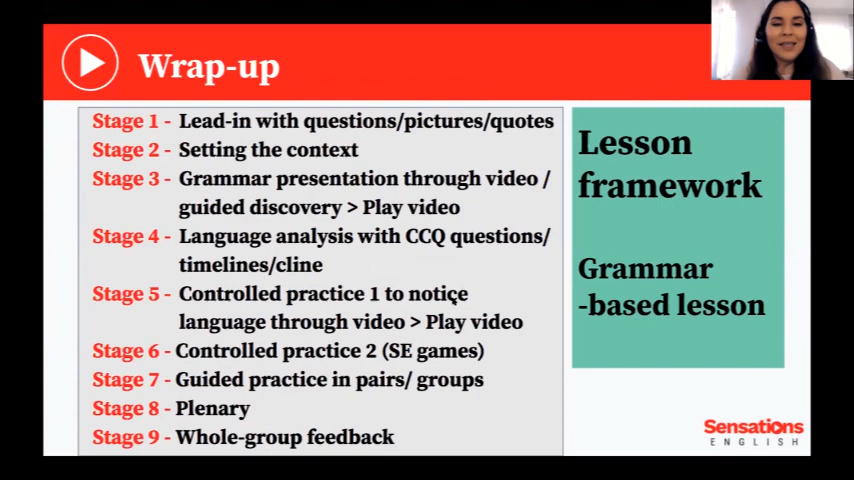 Wrap-up
Stage 1 - Lead-in with questions/pictures/quotes
Stage 2 - Setting the context
Stage 3 - Grammar presentation through video /
guided discovery > Play video
Stage 4 - Language analysis with CCQ questions/
timelines/cline
Stage 5 - Controlled practice 1 to notice
language through video > Play video
Stage 6 - Controlled practice 2 (SE games)
Stage 7 - Guided practice in pairs/ groups
Stage 8 - Plenary
Stage 9 - Whole-group feedback
Lesson
framework
Grammar
-based lesson
Sensations
ENGLISH